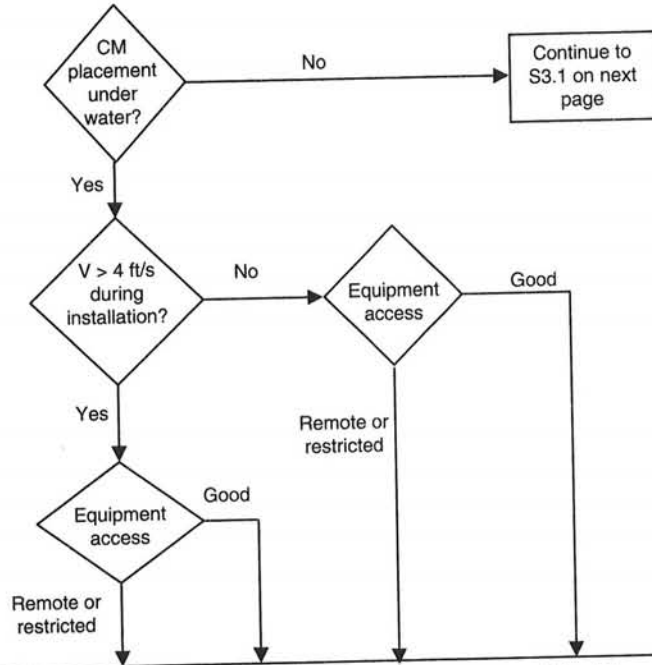 CM
placement
under
water?
No
Continue to
S3.1 on next
page
Yes
V > 4 ft/s
during
installation?
No
Equipment
access
Good
Yes
Remote or
restricted
Equipment
access
Good
Remote or
restricted